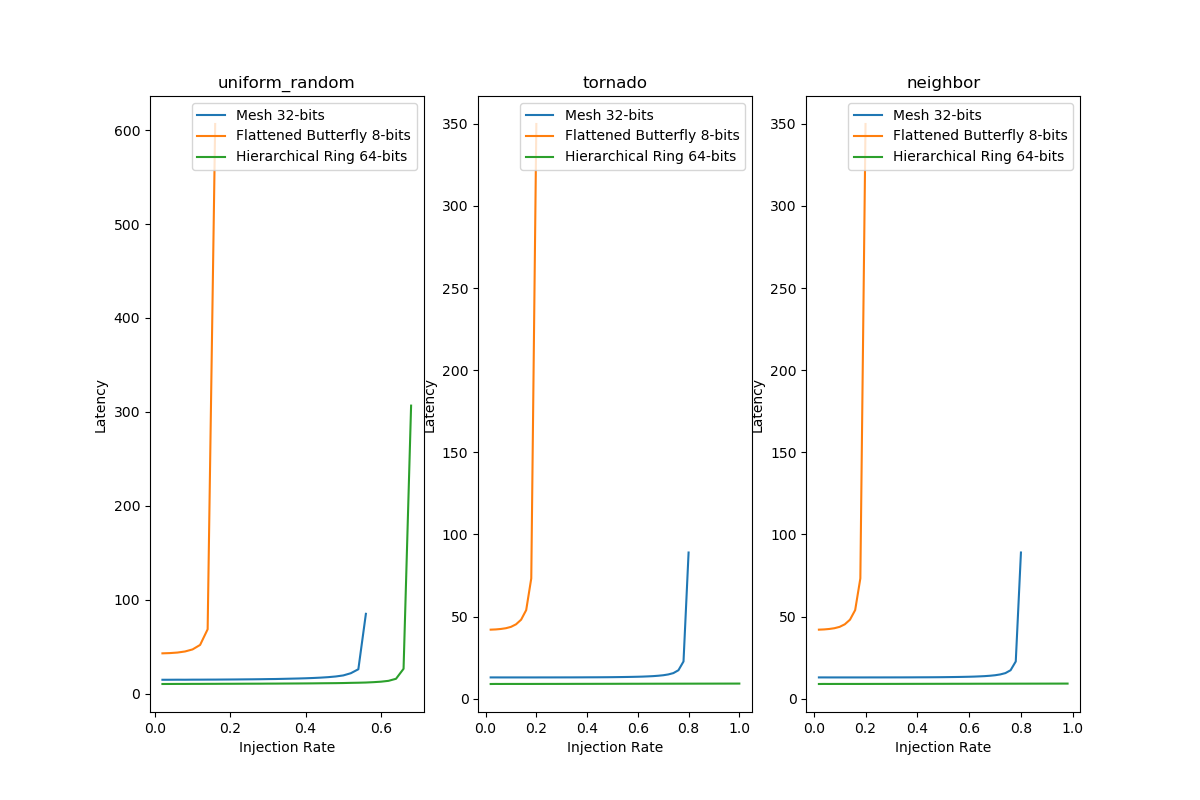 uniform_random
Mesh 32-bits
Flattened Butterfly 8-bits
Hierarchical Ring 64-bits
600
500
400
300
200
100
0
Latency
0.0 0.2 0.4 0.6
Injection Rate
tornado
Mesh 32-bits
Flattened Butterfly 8-bits
Hierarchical Ring 64-bits
350
300
250
200
150
100
50
0
Latency
0.0 0.2 0.4 0.6 0.8 1.0
Injection Rate
neighbor
Mesh 32-bits
Flattened Butterfly 8-bits
Hierarchical Ring 64-bits
350
300
250
200
150
100
50
0
Latency
0.0 0.2 0.4 0.6 0.8 1.0
Injection Rate